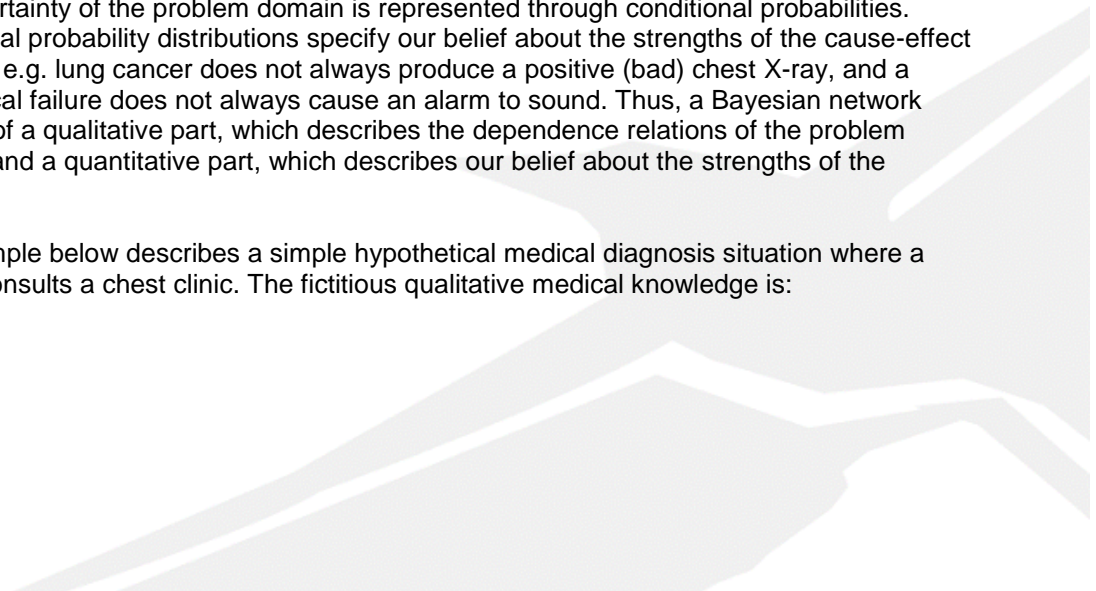 rtainty of the problem domain is represented through conditional probabilities.
al probability distributions specify our belief about the strengths of the cause-effect
e.g. lung cancer does not always produce a positive (bad) chest X-ray, and a
cal failure does not always cause an alarm to sound. Thus, a Bayesian network
of a qualitative part, which describes the dependence relations of the problem
and a quantitative part, which describes our belief about the strengths of the
mple below describes a simple hypothetical medical diagnosis situation where a
onsults a chest clinic. The fictitious qualitative medical knowledge is: